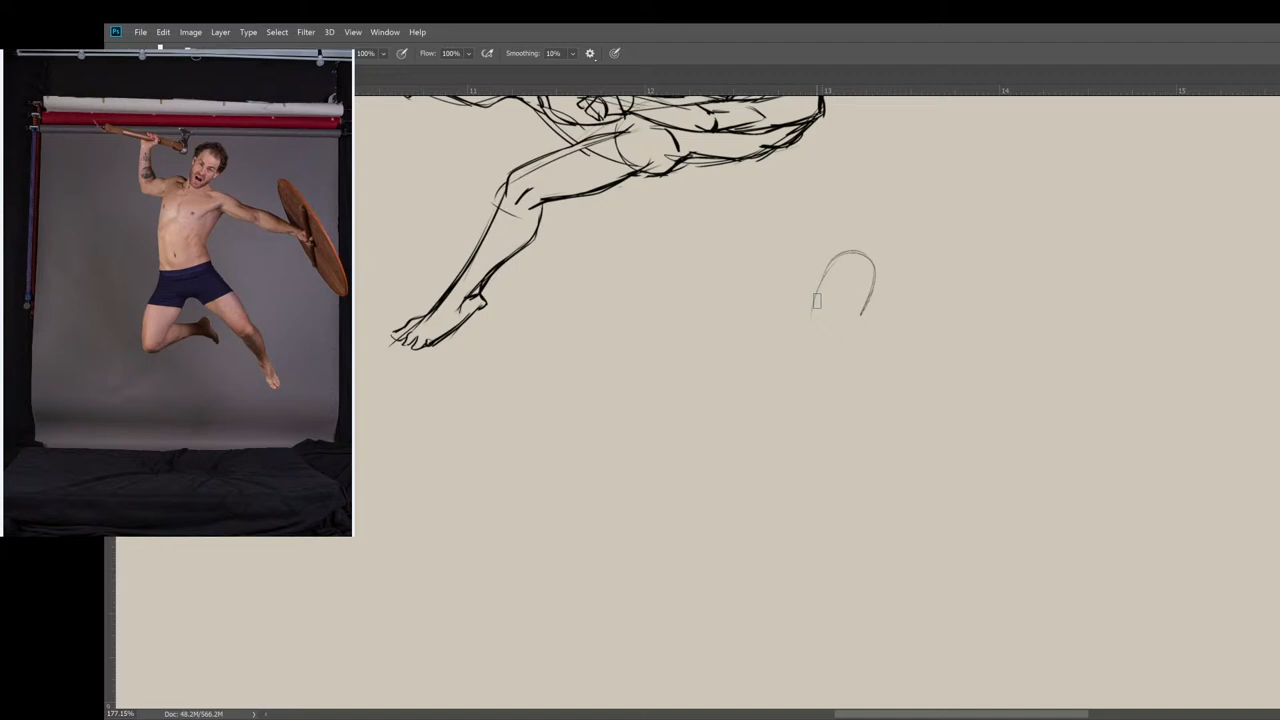 Ps File Edit Image Layer Type Select Filter 3D View Window Help
100% Flow: 100% Smoothing: 10%
11 12 13 14 15
177.15% Doc: 48.2M/566.2M